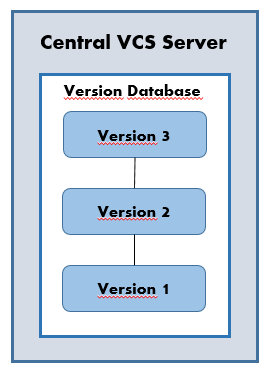 Central VCS Server
Version Database
Version 3
Version 2
Version 1